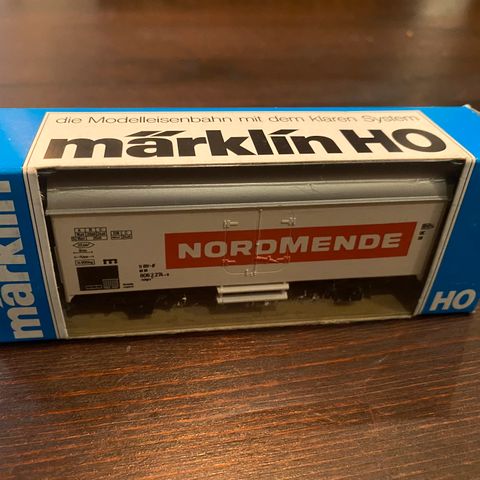 die Modelleisenbahn mit dem klaren System
märklin HO
märklin
NORDMENDE
m
HO